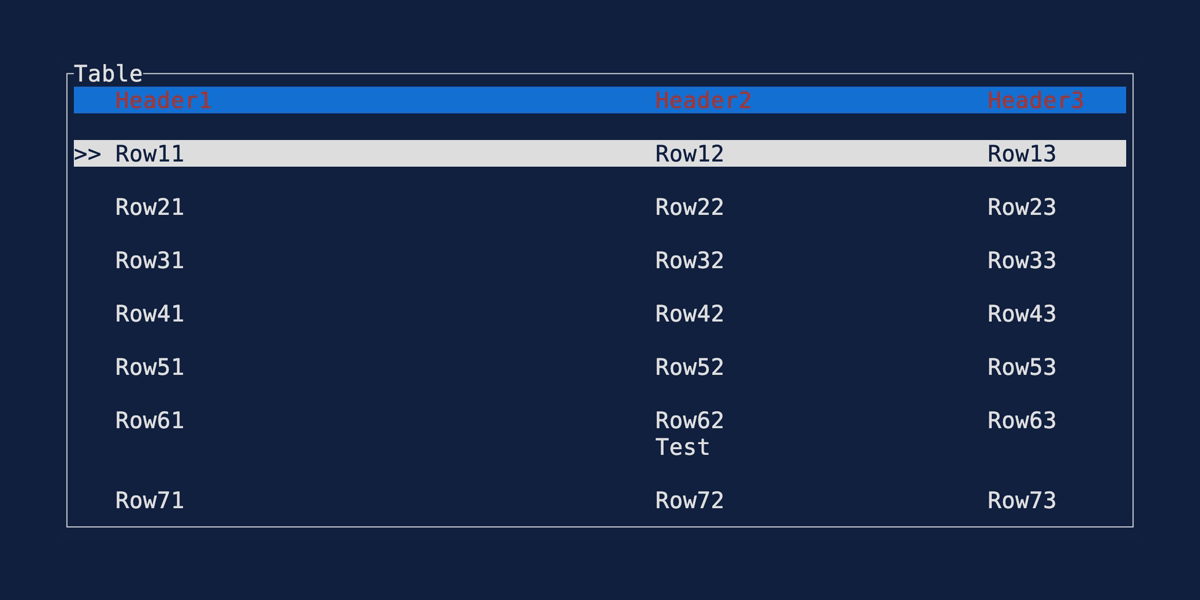 Table
Header1 Header2 Header3
>> Row11 Row12 Row13
Row21 Row22 Row23
Row31 Row32 Row33
Row41 Row42 Row43
Row51 Row52 Row53
Row61 Row62 Row63
Test
Row71 Row72 Row73